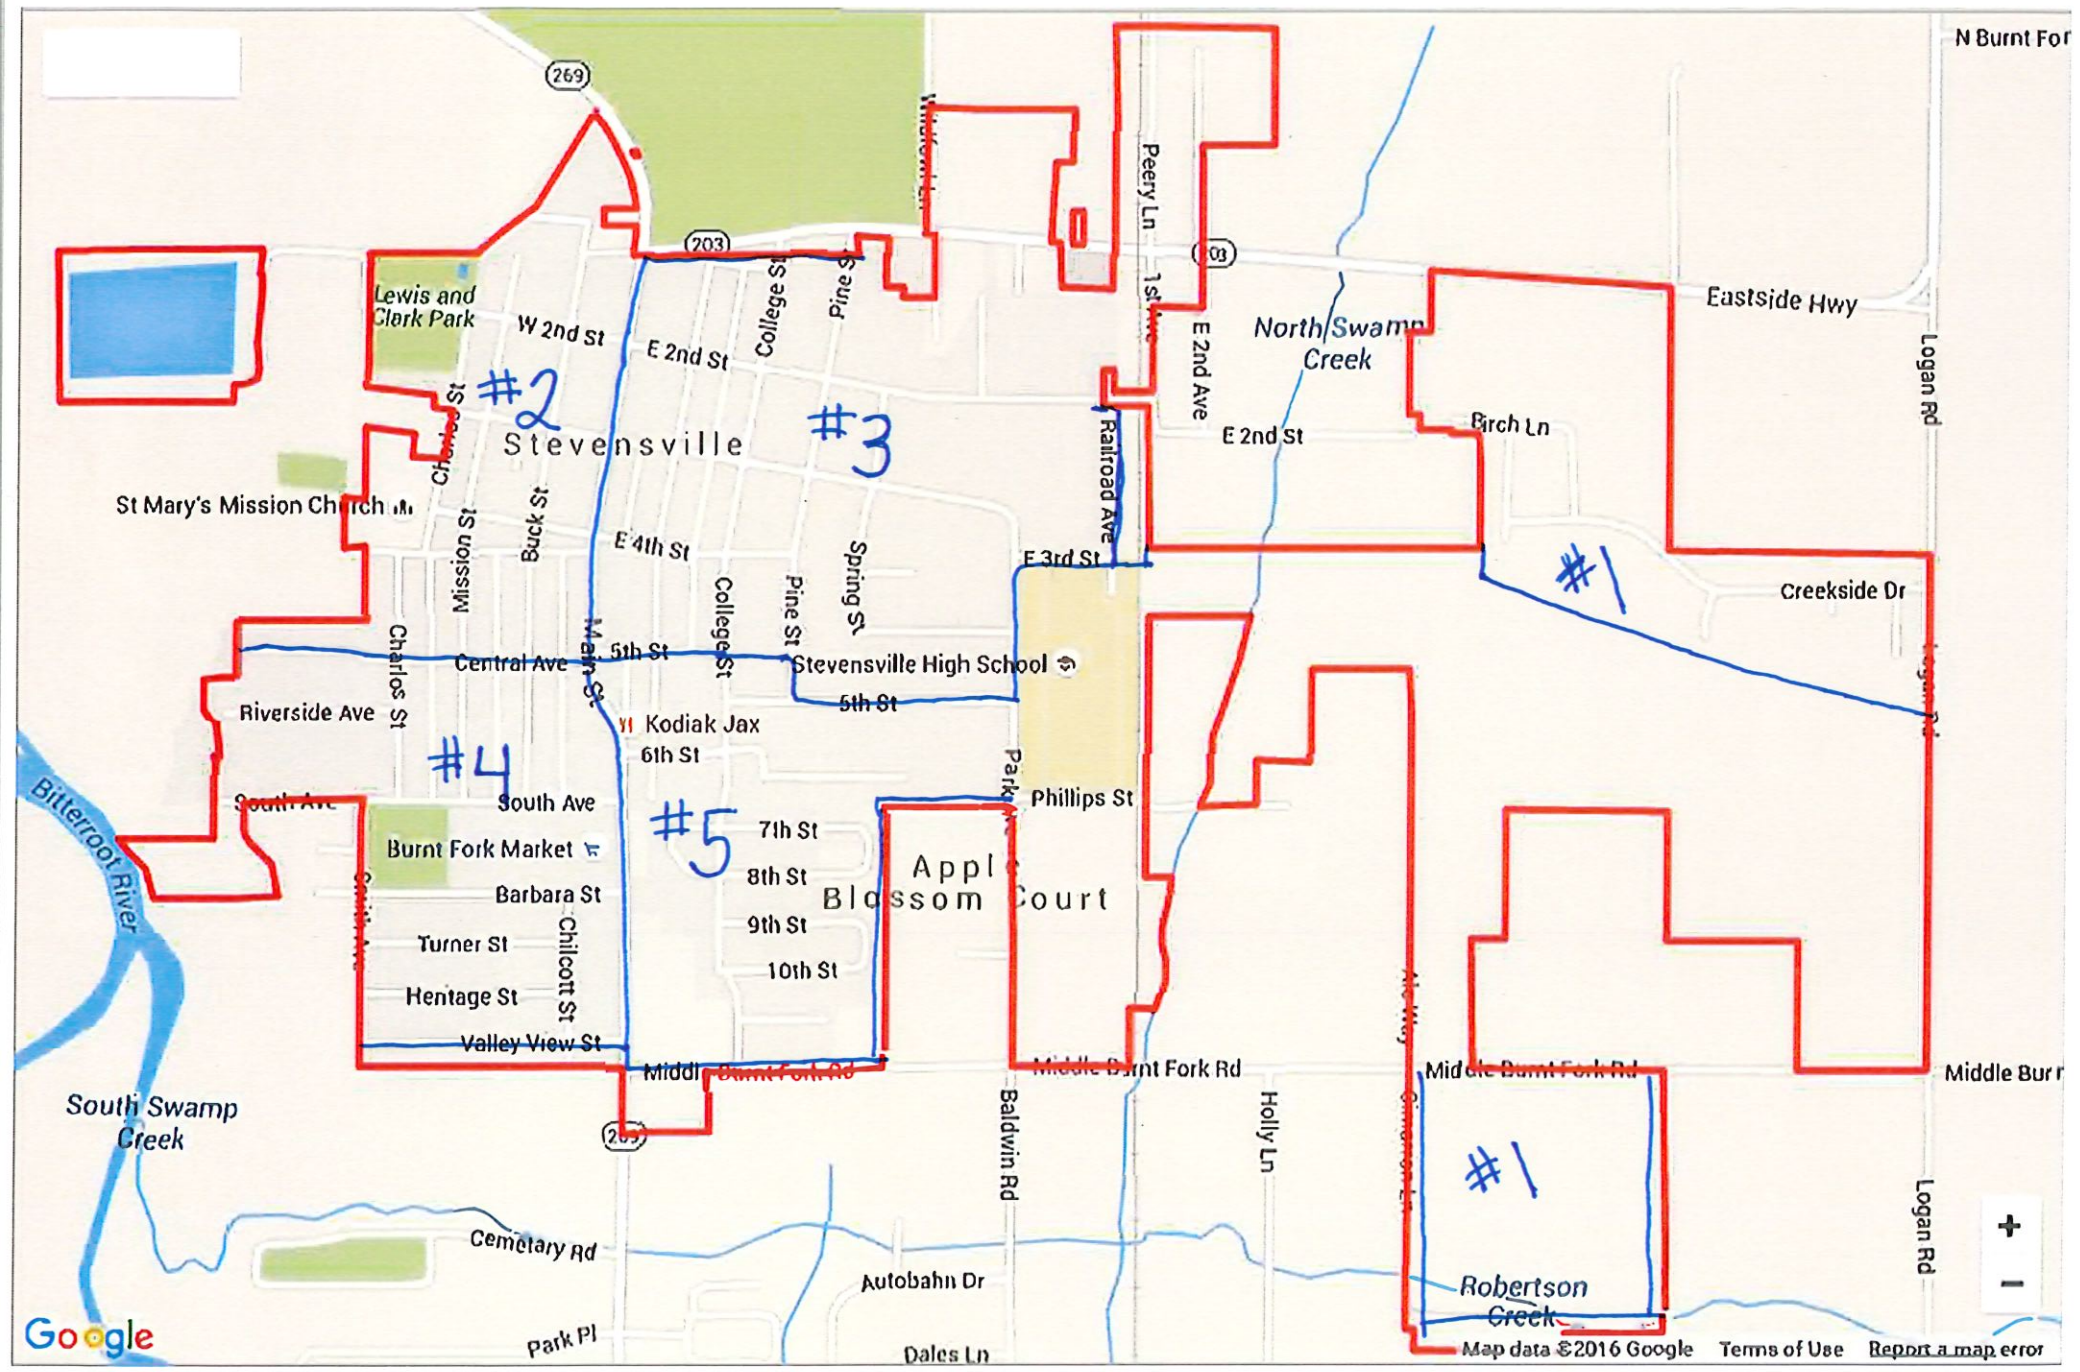 N Burnt For
269
Peery Ln
203
Lewis and
Clark Park
College St
Pine St
1st Ave
North Swamp
Creek
Eastside Hwy
W 2nd St
E 2nd St
#2
#3
E 2nd Ave
Logan Rd
Charlos St
Stevensville
Railroad Ave
E 2nd St
Birch Ln
St Mary's Mission Church
Mission St
Buck St
E 4th St
Spring St
E 3rd St
#1
Creekside Dr
College St
Pine St
Charlos St
Main St
Central Ave
5th St
Stevensville High School
Logan Rd
Riverside Ave
5th St
Kodiak Jax
6th St
#4
Park Ave
Bitterroot River
South Ave
South Ave
#5
7th St
Phillips St
Burnt Fork Market
8th St
Apple
Blossom Court
Barbara St
9th St
Turner St
Chilcott St
10th St
Heritage St
Valley View St
Middle Burnt Fork Rd
Middle Burnt Fork Rd
Middle Burnt Fork Rd
Middle Bur
South Swamp
Creek
269
Baldwin Rd
Holly Ln
#1
Logan Rd
+
Cemetary Rd
Autobahn Dr
Robertson
Creek
−
Google
Park Pl
Dales Ln
Map data ©2016 Google
Terms of Use
Report a map error